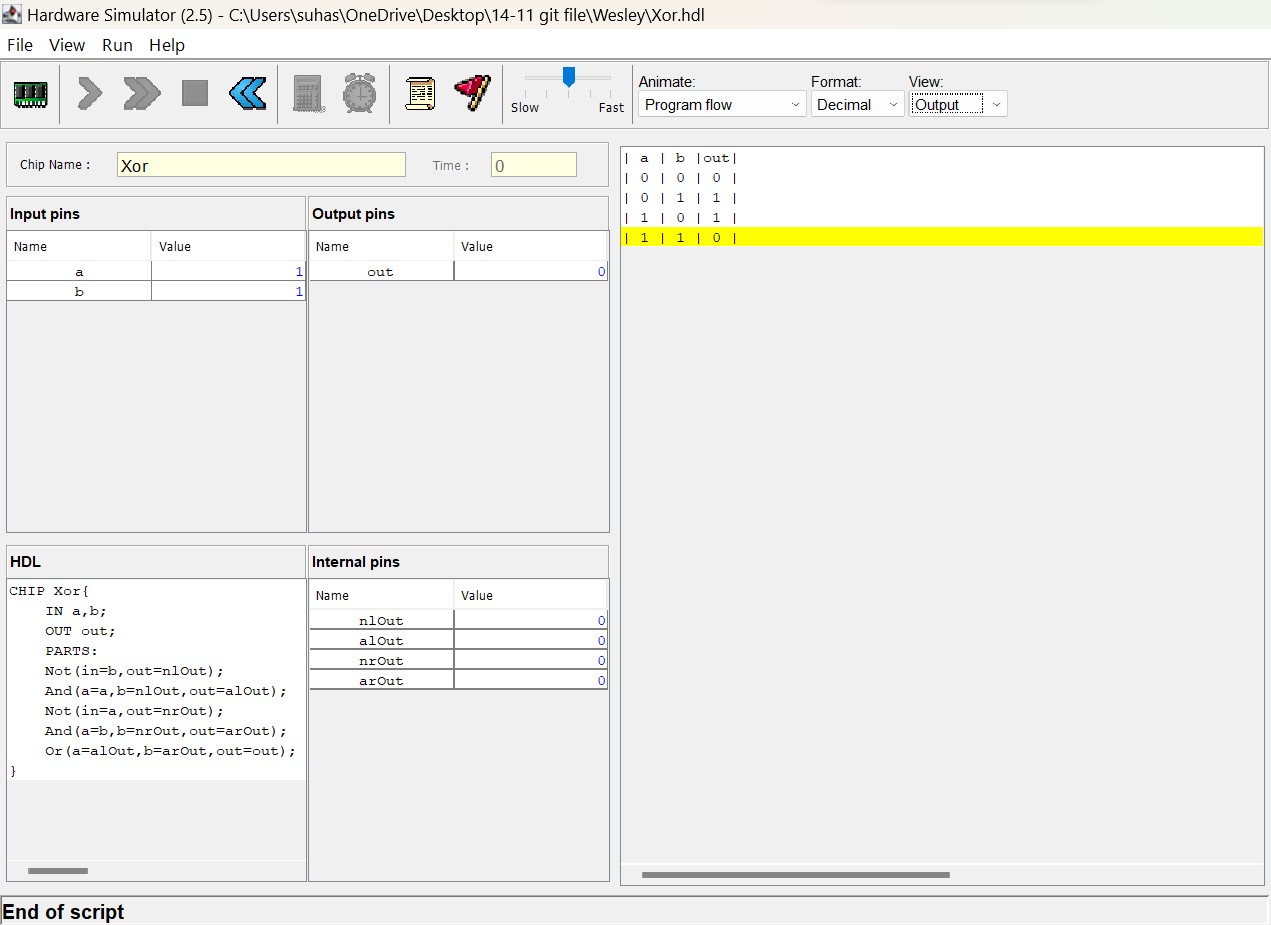 Hardware Simulator (2.5) - C:\Users\suhas\OneDrive\Desktop\14-11 git file\Wesley\Xor.hdl
File View Run Help
Slow Fast
Animate: Format: View:
Program flow Decimal Output
Chip Name : Xor Time : 0
Input pins
Name Value
a 1
b 1
Output pins
Name Value
out 0
HDL
CHIP Xor{
IN a,b;
OUT out;
PARTS:
Not(in=b,out=nlOut);
And(a=a,b=nlOut,out=alOut);
Not(in=a,out=nrOut);
And(a=b,b=nrOut,out=arOut);
Or(a=alOut,b=arOut,out=out);
}
Internal pins
Name Value
nlOut 0
alOut 0
nrOut 0
arOut 0
| a | b |out|
| 0 | 0 | 0 |
| 0 | 1 | 1 |
| 1 | 0 | 1 |
| 1 | 1 | 0 |
End of script